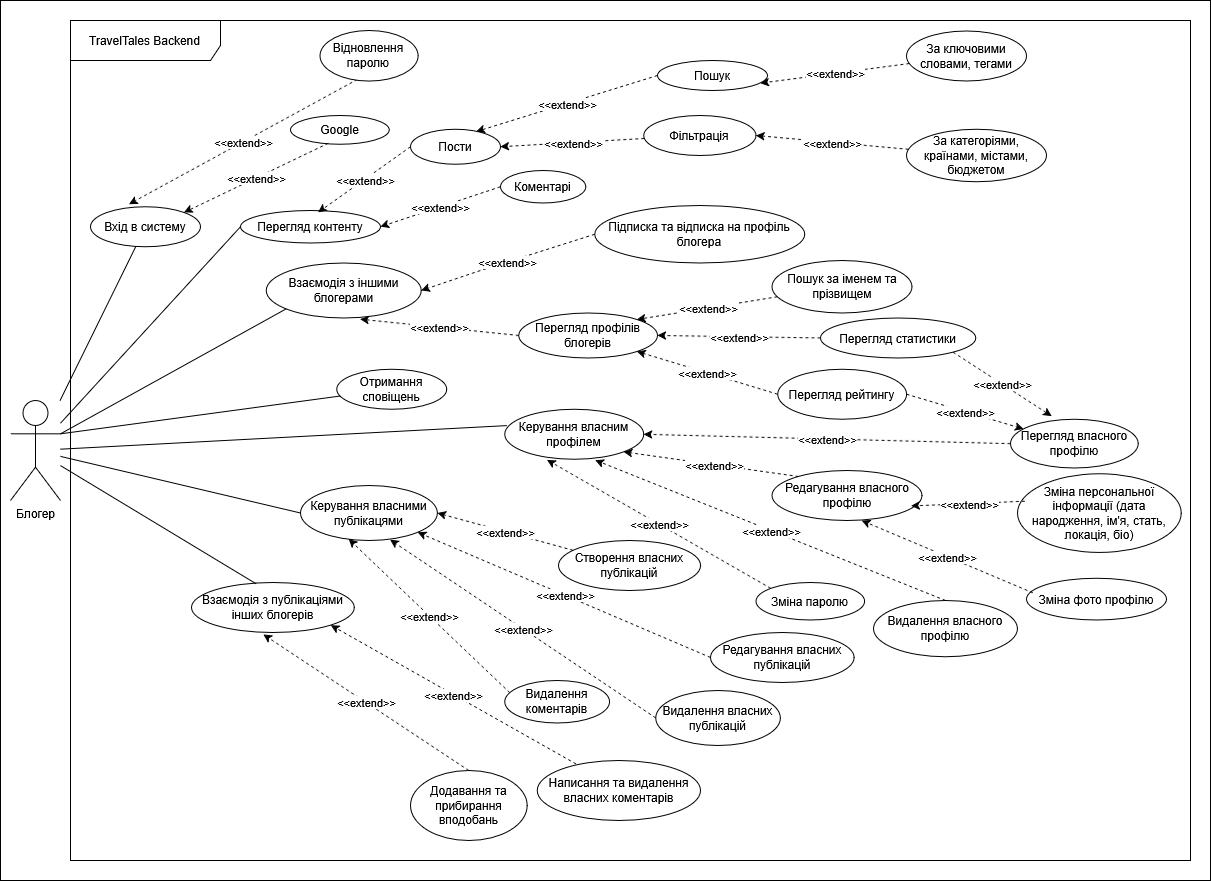 TravelTales Backend
Відновлення
паролю
<<extend>>
Google
<<extend>>
Вхід в систему
Пошук
<<extend>>
За ключовими
словами, тегами
<<extend>>
Пости
<<extend>>
Фільтрація
<<extend>>
За категоріями,
країнами, містами,
бюджетом
<<extend>>
Коментарі
<<extend>>
Перегляд контенту
Підписка та відписка на профіль
блогера
<<extend>>
Взаємодія з іншими
блогерами
<<extend>>
Перегляд профілів
блогерів
<<extend>>
Пошук за іменем та
прізвищем
<<extend>>
Перегляд статистики
<<extend>>
Перегляд рейтингу
<<extend>>
<<extend>>
Перегляд власного
профілю
Отримання
сповіщень
Керування власним
профілем
<<extend>>
<<extend>>
Редагування власного
профілю
<<extend>>
Зміна персональної
інформації (дата
народження, ім'я, стать,
локація, біо)
<<extend>>
Зміна фото профілю
<<extend>>
Зміна паролю
<<extend>>
Видалення власного
профілю
Блогер
Керування власними
публікацями
<<extend>>
Створення власних
публікацій
<<extend>>
Редагування власних
публікацій
<<extend>>
Видалення власних
публікацій
<<extend>>
Видалення
коментарів
Взаємодія з публікаціями
інших блогерів
<<extend>>
Написання та видалення
власних коментарів
<<extend>>
Додавання та
прибирання
вподобань